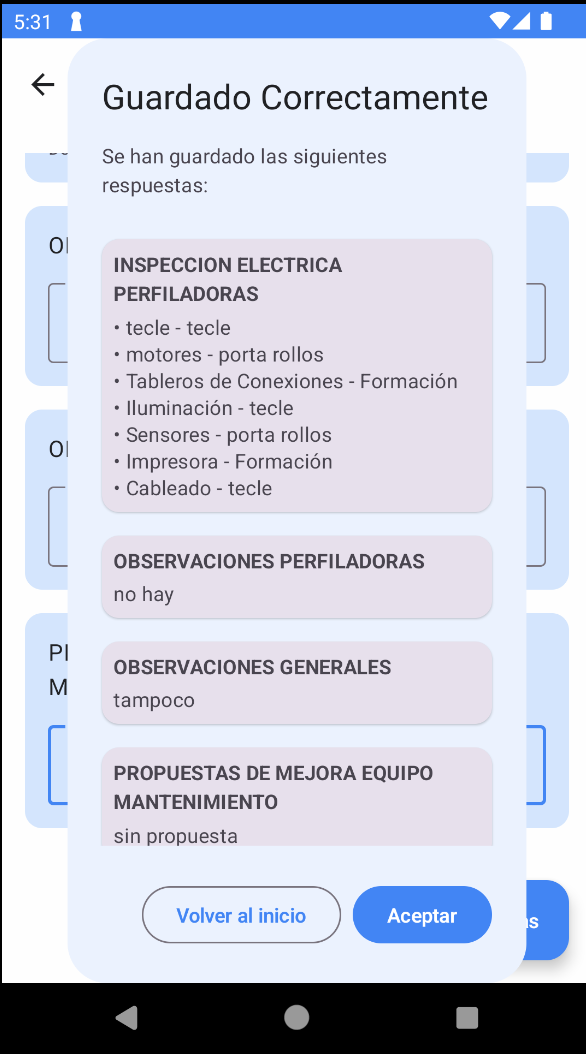 5:31
Guardado Correctamente
Se han guardado las siguientes
respuestas:
INSPECCION ELECTRICA
PERFILADORAS
• tecle - tecle
• motores - porta rollos
• Tableros de Conexiones - Formación
• Iluminación - tecle
• Sensores - porta rollos
• Impresora - Formación
• Cableado - tecle
OBSERVACIONES PERFILADORAS
no hay
OBSERVACIONES GENERALES
tampoco
PROPUESTAS DE MEJORA EQUIPO
MANTENIMIENTO
sin propuesta
Volver al inicio
Aceptar